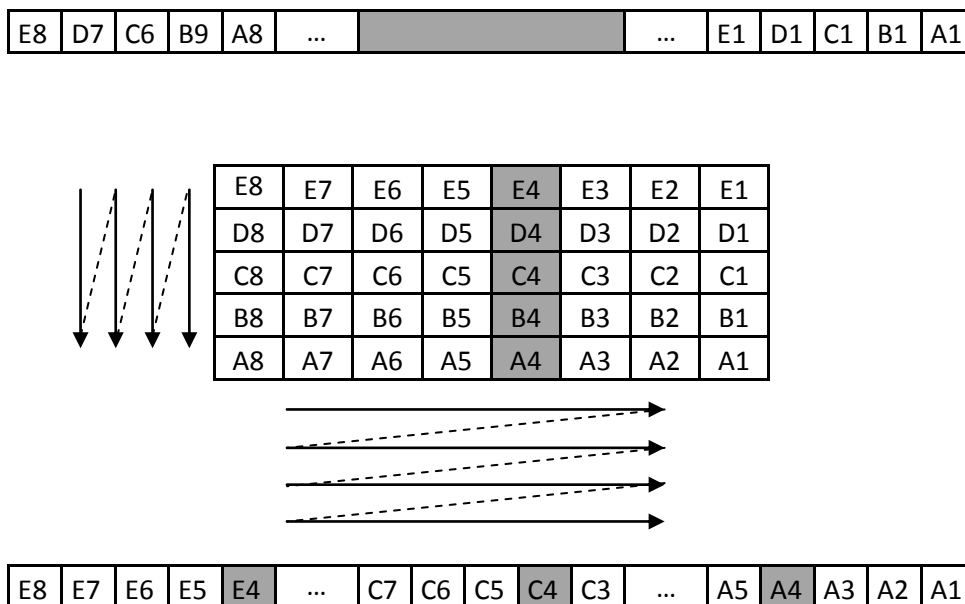 E8 D7 C6 B9 A8 ... ... E1 D1 C1 B1 A1
E8 E7 E6 E5 E4 E3 E2 E1
D8 D7 D6 D5 D4 D3 D2 D1
C8 C7 C6 C5 C4 C3 C2 C1
B8 B7 B6 B5 B4 B3 B2 B1
A8 A7 A6 A5 A4 A3 A2 A1
E8 E7 E6 E5 E4 ... C7 C6 C5 C4 C3 ... A5 A4 A3 A2 A1